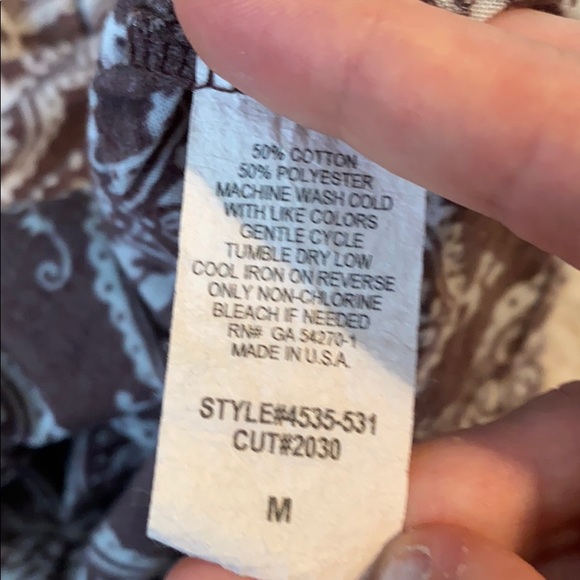 50% COTTON
50% POLYESTER
MACHINE WASH COLD
WITH LIKE COLORS
GENTLE CYCLE
TUMBLE DRY LOW
COOL IRON ON REVERSE
ONLY NON-CHLORINE
BLEACH IF NEEDED
RN# GA 54270-1
MADE IN U.S.A.
STYLE#4535-531
CUT#2030
M